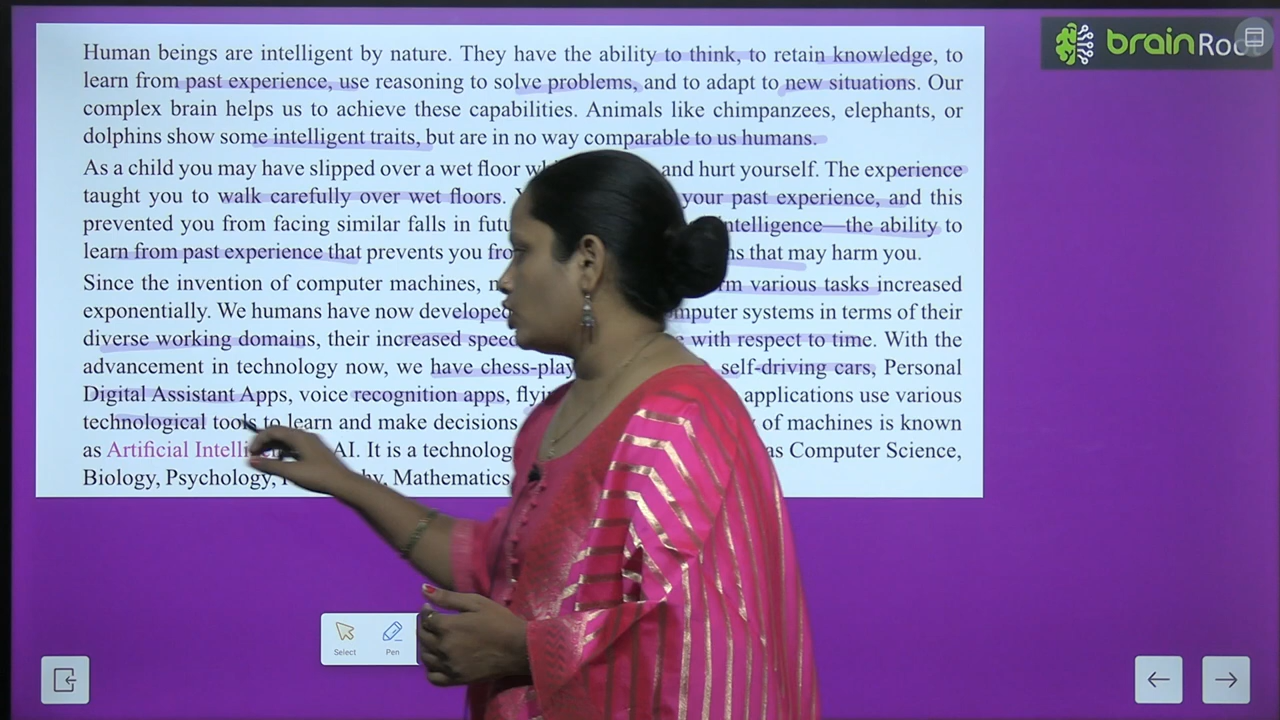 Human beings are intelligent by nature. They have the ability to think, to retain knowledge, to
learn from past experience, use reasoning to solve problems, and to adapt to new situations. Our
complex brain helps us to achieve these capabilities. Animals like chimpanzees, elephants, or
dolphins show some intelligent traits, but are in no way comparable to us humans.
As a child you may have slipped over a wet floor and hurt yourself. The experience
taught you to walk carefully over wet floors. your past experience, and this
prevented you from facing similar falls in intelligence—the ability to
learn from past experience that prevents you that may harm you.
Since the invention of computer machines, various tasks increased
exponentially. We humans have now developed computer systems in terms of their
diverse working domains, their increased speed with respect to time. With the
advancement in technology now, we have self-driving cars, Personal
Digital Assistant Apps, voice recognition apps, applications use various
technological tools to learn and make decisions of machines is known
as Artificial AI. It is a as Computer Science,
Biology, Psychology, Mathematics
brainRoo
Select
Pen